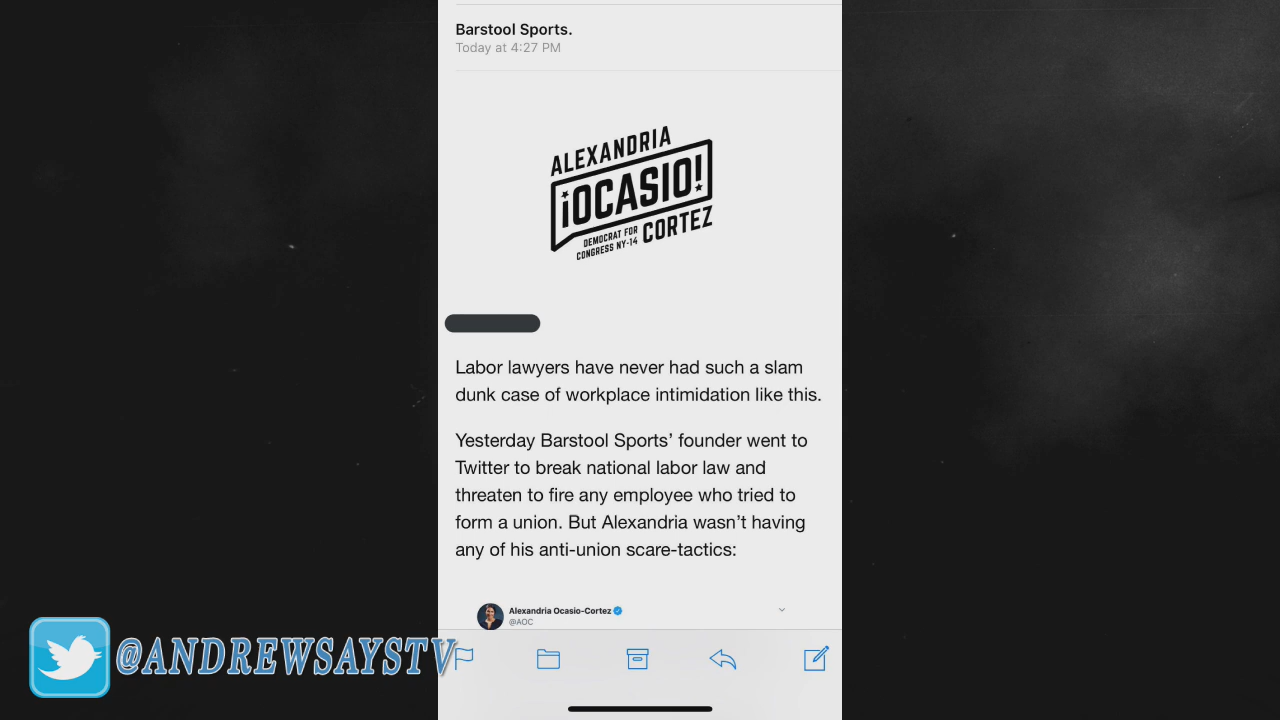 Barstool Sports.
Today at 4:27 PM
ALEXANDRIA
¡OCASIO!
DEMOCRAT FOR
CONGRESS NY-14
CORTEZ
Labor lawyers have never had such a slam
dunk case of workplace intimidation like this.
Yesterday Barstool Sports’ founder went to
Twitter to break national labor law and
threaten to fire any employee who tried to
form a union. But Alexandria wasn’t having
any of his anti-union scare-tactics:
Alexandria Ocasio-Cortez
@AOC
@ANDREWSAYSTV